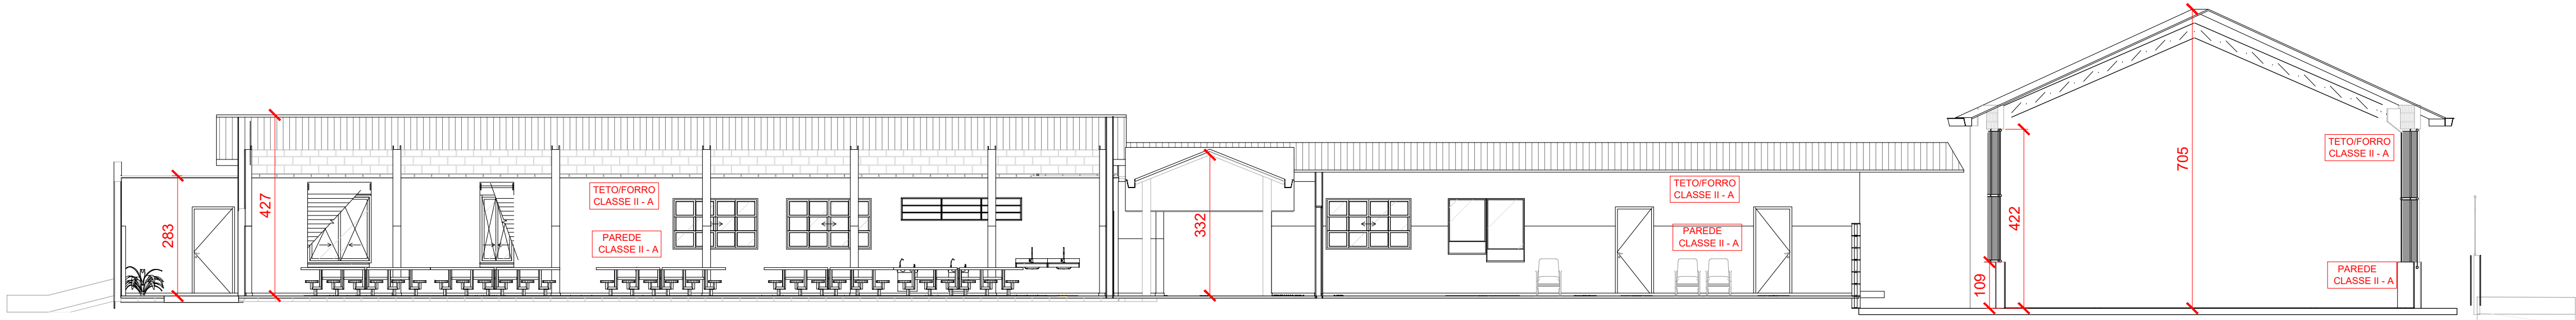 283
427
TETO/FORRO
CLASSE II - A
PAREDE
CLASSE II - A
332
TETO/FORRO
CLASSE II - A
PAREDE
CLASSE II - A
109
422
705
TETO/FORRO
CLASSE II - A
PAREDE
CLASSE II - A